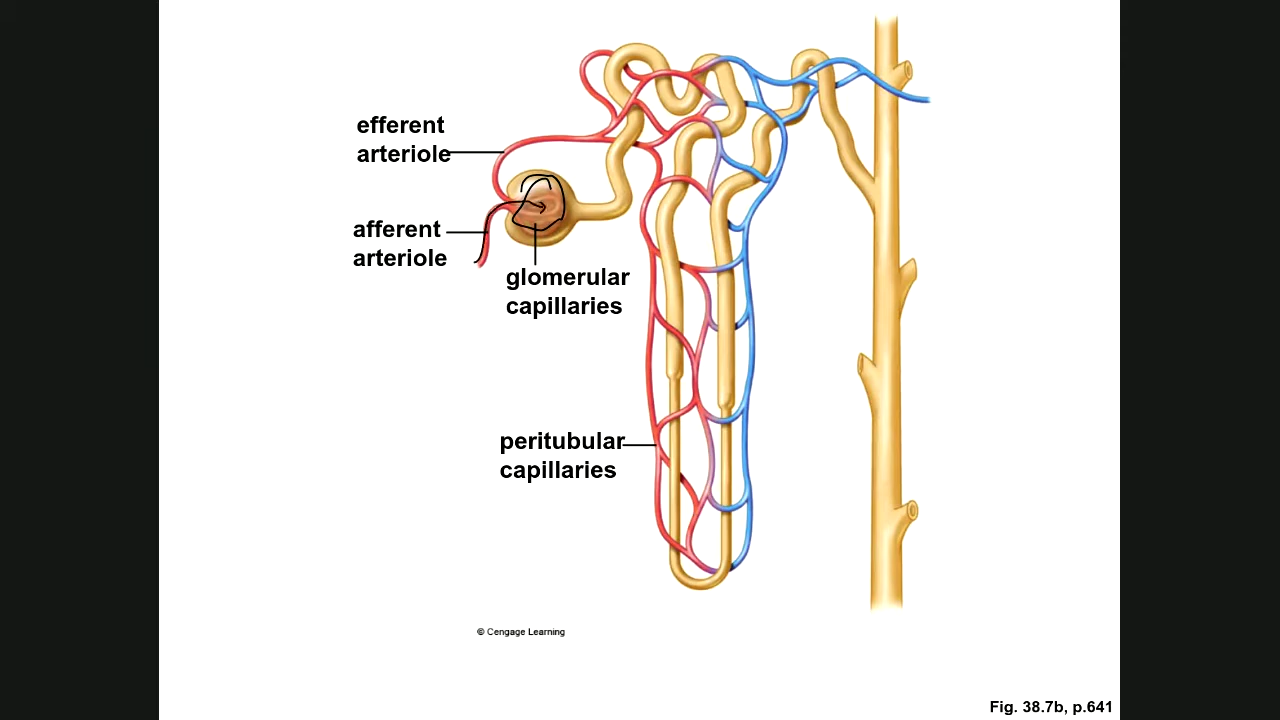 efferent
arteriole
afferent
arteriole
glomerular
capillaries
peritubular
capillaries
© Cengage Learning
Fig. 38.7b, p.641